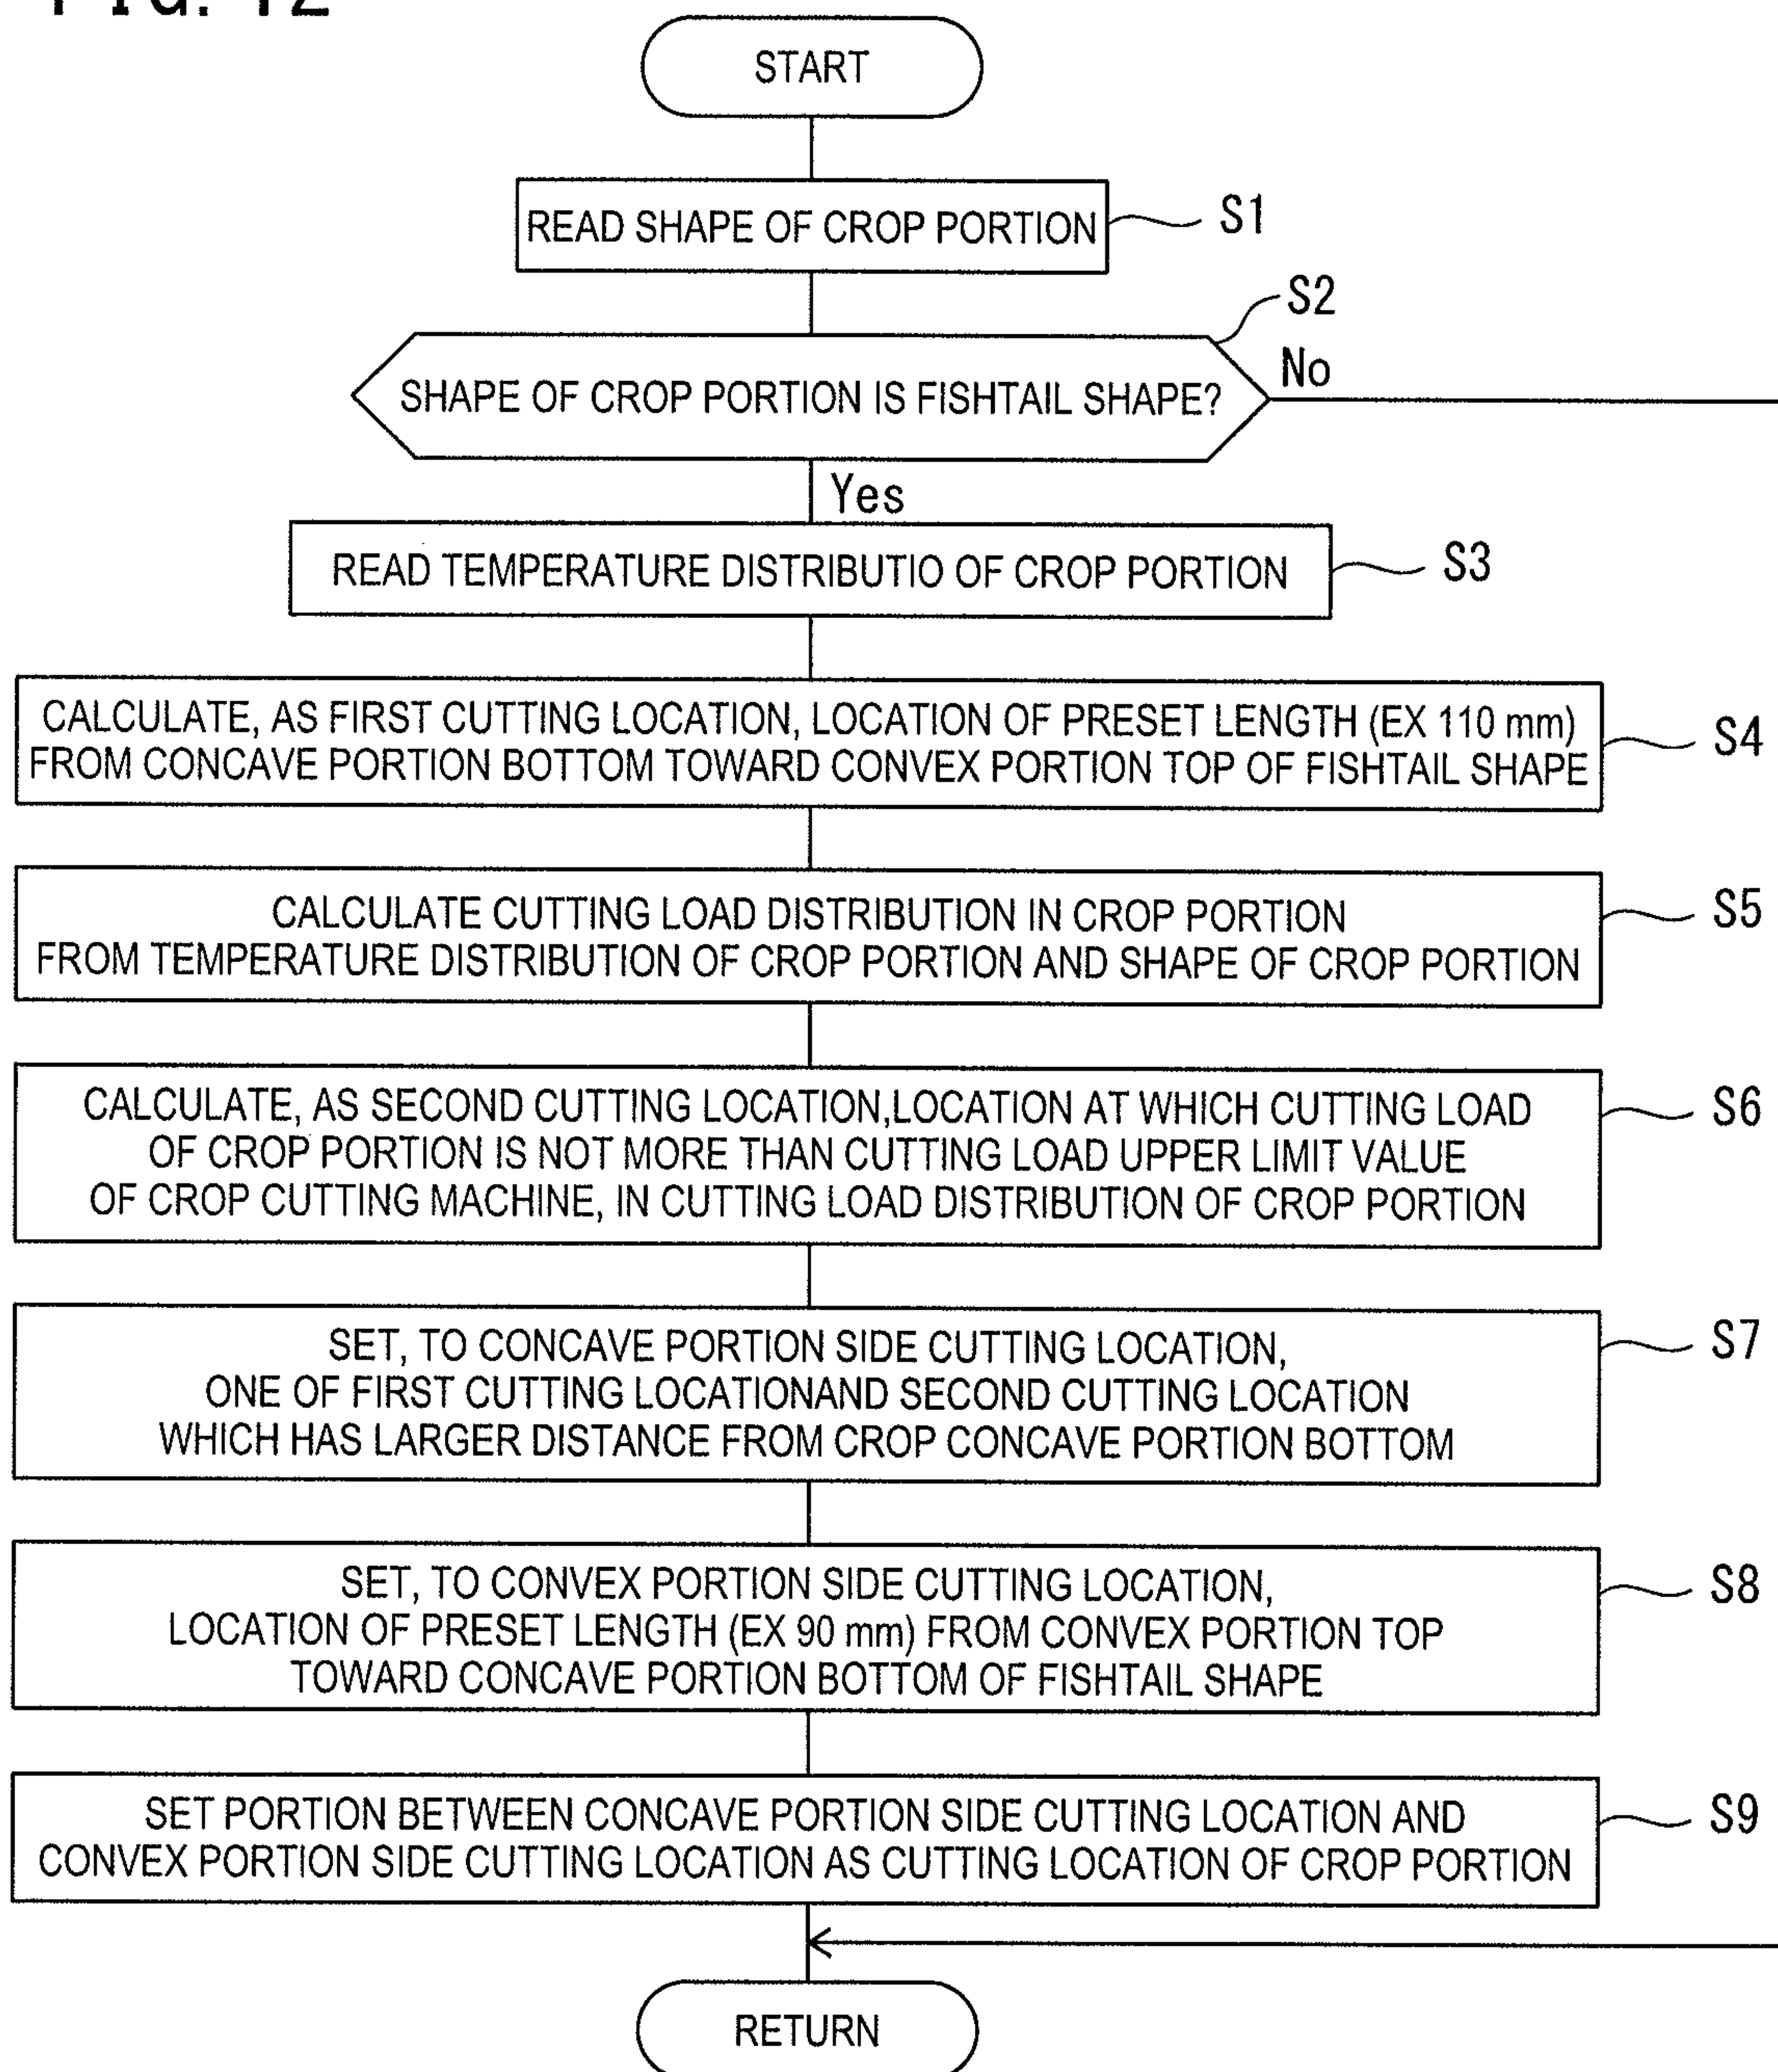 FIG. 12
START
READ SHAPE OF CROP PORTION
S1
S2
SHAPE OF CROP PORTION IS FISHTAIL SHAPE?
No
Yes
READ TEMPERATURE DISTRIBUTIO OF CROP PORTION
S3
CALCULATE, AS FIRST CUTTING LOCATION, LOCATION OF PRESET LENGTH (EX 110 mm)
FROM CONCAVE PORTION BOTTOM TOWARD CONVEX PORTION TOP OF FISHTAIL SHAPE
S4
CALCULATE CUTTING LOAD DISTRIBUTION IN CROP PORTION
FROM TEMPERATURE DISTRIBUTION OF CROP PORTION AND SHAPE OF CROP PORTION
S5
CALCULATE, AS SECOND CUTTING LOCATION,LOCATION AT WHICH CUTTING LOAD
OF CROP PORTION IS NOT MORE THAN CUTTING LOAD UPPER LIMIT VALUE
OF CROP CUTTING MACHINE, IN CUTTING LOAD DISTRIBUTION OF CROP PORTION
S6
SET, TO CONCAVE PORTION SIDE CUTTING LOCATION,
ONE OF FIRST CUTTING LOCATIONAND SECOND CUTTING LOCATION
WHICH HAS LARGER DISTANCE FROM CROP CONCAVE PORTION BOTTOM
S7
SET, TO CONVEX PORTION SIDE CUTTING LOCATION,
LOCATION OF PRESET LENGTH (EX 90 mm) FROM CONVEX PORTION TOP
TOWARD CONCAVE PORTION BOTTOM OF FISHTAIL SHAPE
S8
SET PORTION BETWEEN CONCAVE PORTION SIDE CUTTING LOCATION AND
CONVEX PORTION SIDE CUTTING LOCATION AS CUTTING LOCATION OF CROP PORTION
S9
RETURN